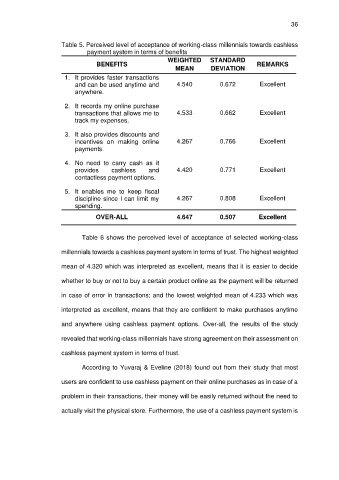 36
Table 5. Perceived level of acceptance of working-class millennials towards cashless
payment system in terms of benefits
BENEFITS WEIGHTED MEAN STANDARD DEVIATION REMARKS
1. It provides faster transactions
and can be used anytime and 4.540 0.672 Excellent
anywhere.
2. It records my online purchase
transactions that allows me to 4.533 0.662 Excellent
track my expenses.
3. It also provides discounts and
incentives on making online 4.267 0.766 Excellent
payments.
4. No need to carry cash as it
provides cashless and 4.420 0.771 Excellent
contactless payment options.
5. It enables me to keep fiscal
discipline since I can limit my 4.267 0.808 Excellent
spending.
OVER-ALL 4.647 0.507 Excellent
Table 6 shows the perceived level of acceptance of selected working-class
millennials towards a cashless payment system in terms of trust. The highest weighted
mean of 4.320 which was interpreted as excellent, means that it is easier to decide
whether to buy or not to buy a certain product online as the payment will be returned
in case of error in transactions; and the lowest weighted mean of 4.233 which was
interpreted as excellent, means that they are confident to make purchases anytime
and anywhere using cashless payment options. Over-all, the results of the study
revealed that working-class millennials have strong agreement on their assessment on
cashless payment system in terms of trust.
According to Yuvaraj & Eveline (2018) found out from their study that most
users are confident to use cashless payment on their online purchases as in case of a
problem in their transactions, their money will be easily returned without the need to
actually visit the physical store. Furthermore, the use of a cashless payment system is